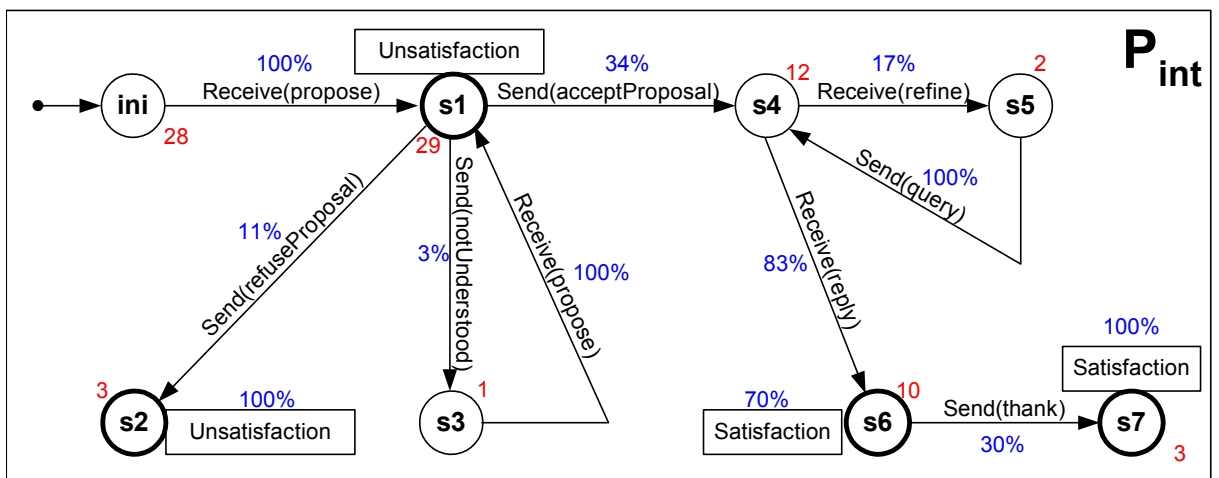 P int
Unsatisfaction
100%
34%
12
17%
2
ini
Receive(propose)
s1
Send(acceptProposal)
s4
Receive(refine)
s5
28
29
Send(refuseProposal)
11%
Send(notUnderstood)
3%
Receive(propose)
100%
Send(query)
100%
Receive(reply)
83%
100%
Satisfaction
3
s2
100%
Unsatisfaction
1
s3
70%
Satisfaction
10
s6
Send(thank)
30%
s7
3